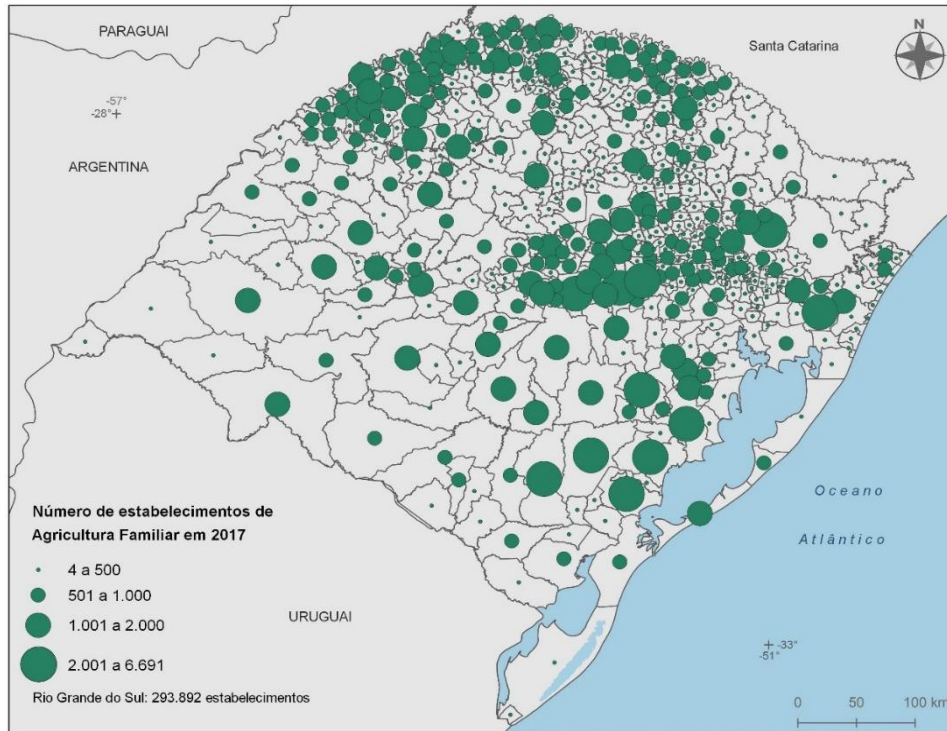 PARAGUAI
Santa Catarina
N
-57°
-28°
ARGENTINA
Oceano
Atlântico
Número de estabelecimentos de
Agricultura Familiar em 2017
4 a 500
501 a 1.000
1.001 a 2.000
2.001 a 6.691
Rio Grande do Sul: 293.892 estabelecimentos
URUGUAI
-33°
-51°
0 50 100 km